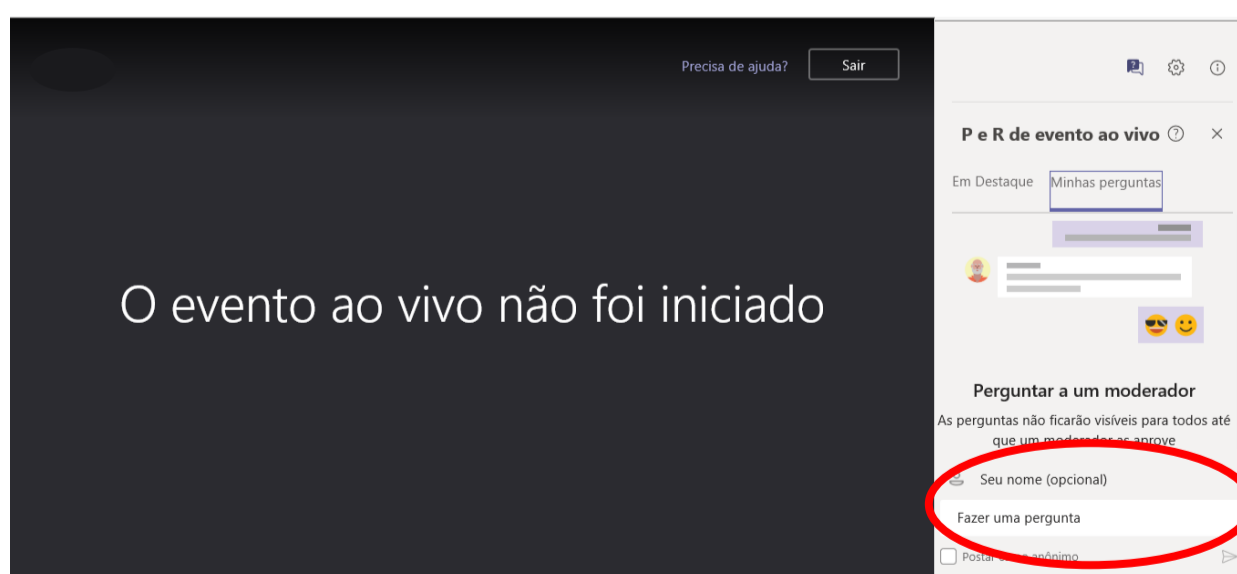 Precisa de ajuda?
Sair
O evento ao vivo não foi iniciado
P e R de evento ao vivo
Em Destaque
Minhas perguntas
Perguntar a um moderador
As perguntas não ficarão visíveis para todos até
que um moderador as aprove
Seu nome (opcional)
Fazer uma pergunta
Postar como anônimo